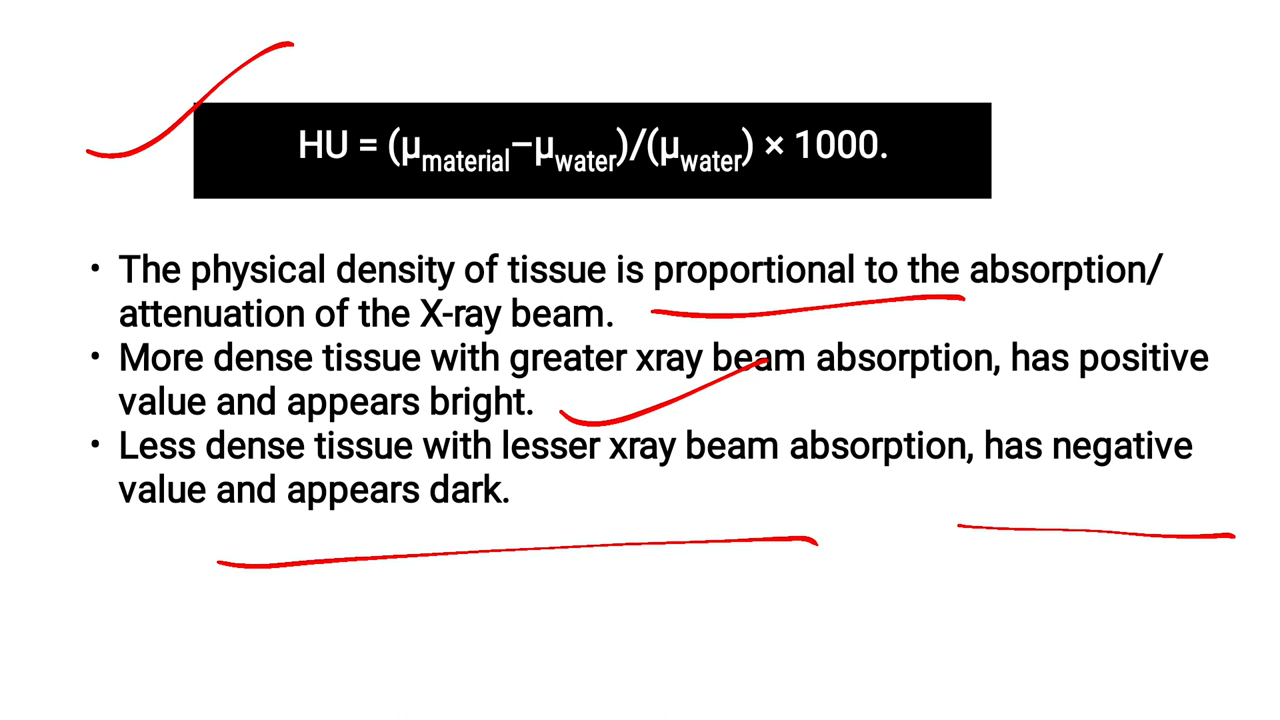 HU = (μmaterial−μwater)/(μwater) × 1000.
• The physical density of tissue is proportional to the absorption/
attenuation of the X-ray beam.
• More dense tissue with greater xray beam absorption, has positive
value and appears bright.
• Less dense tissue with lesser xray beam absorption, has negative
value and appears dark.